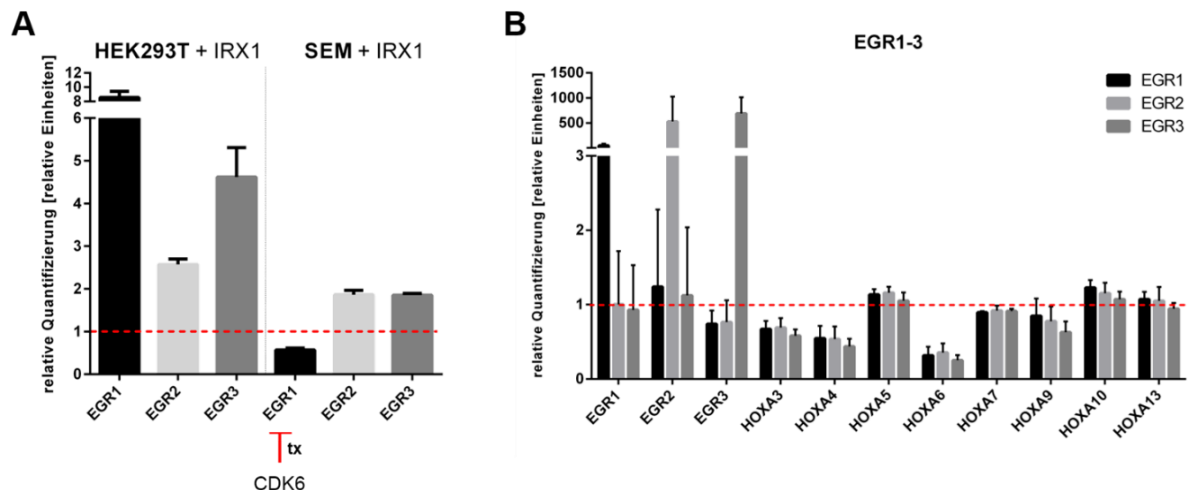 A
HEK293T + IRX1 SEM + IRX1
relative Quantifizierung [relative Einheiten]
12
10
8
6
5
4
3
2
1
0
EGR1 EGR2 EGR3 EGR1 EGR2 EGR3
tx
CDK6
B
EGR1-3
relative Quantifizierung [relative Einheiten]
1500
1000
500
3
2
1
0
EGR1
EGR2
EGR3
EGR1 EGR2 EGR3 HOXA3 HOXA4 HOXA5 HOXA6 HOXA7 HOXA9 HOXA10 HOXA13